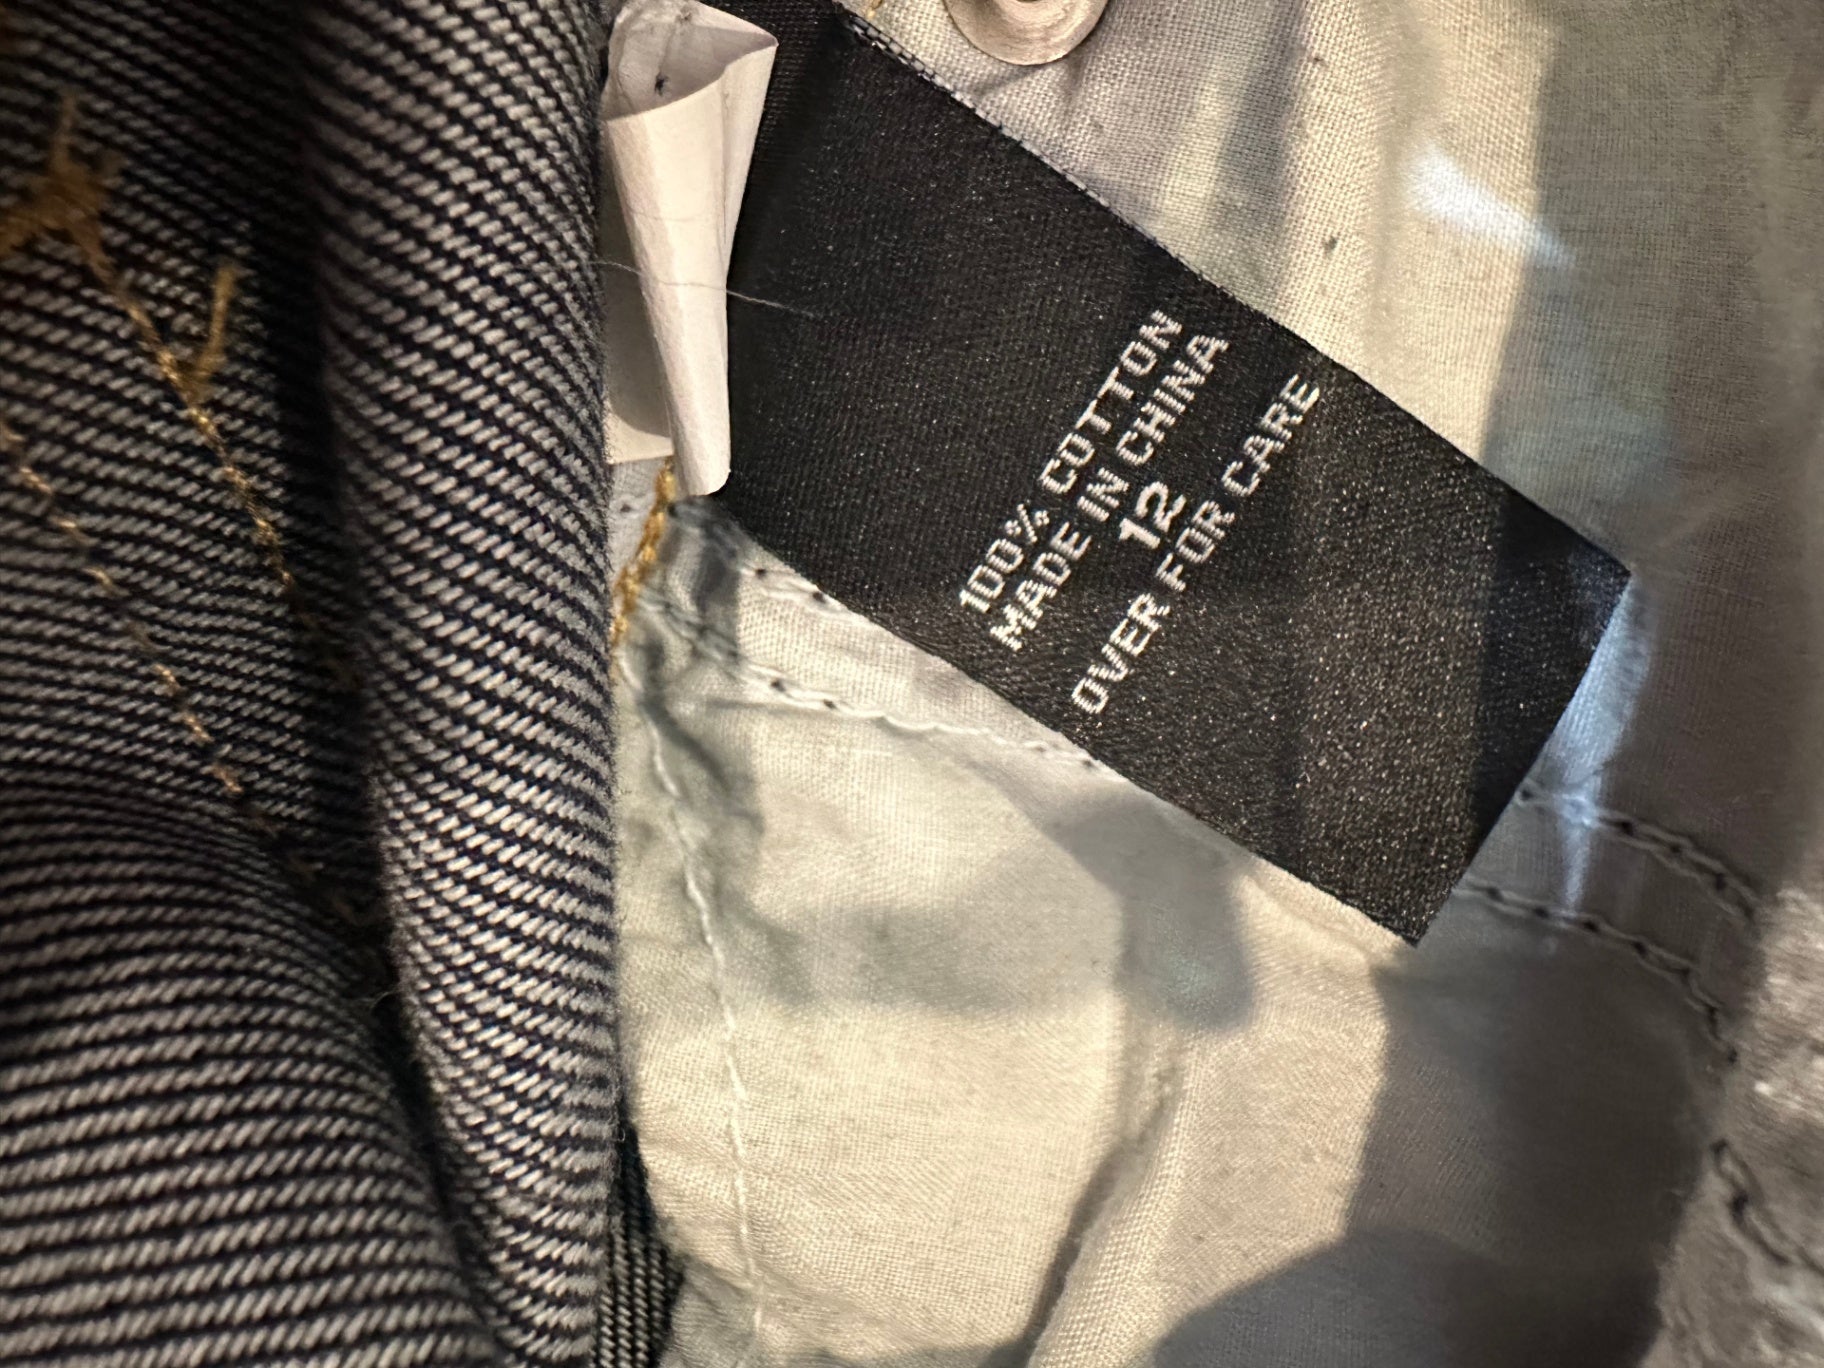 100% COTTON
MADE IN CHINA
12
OVER FOR CARE